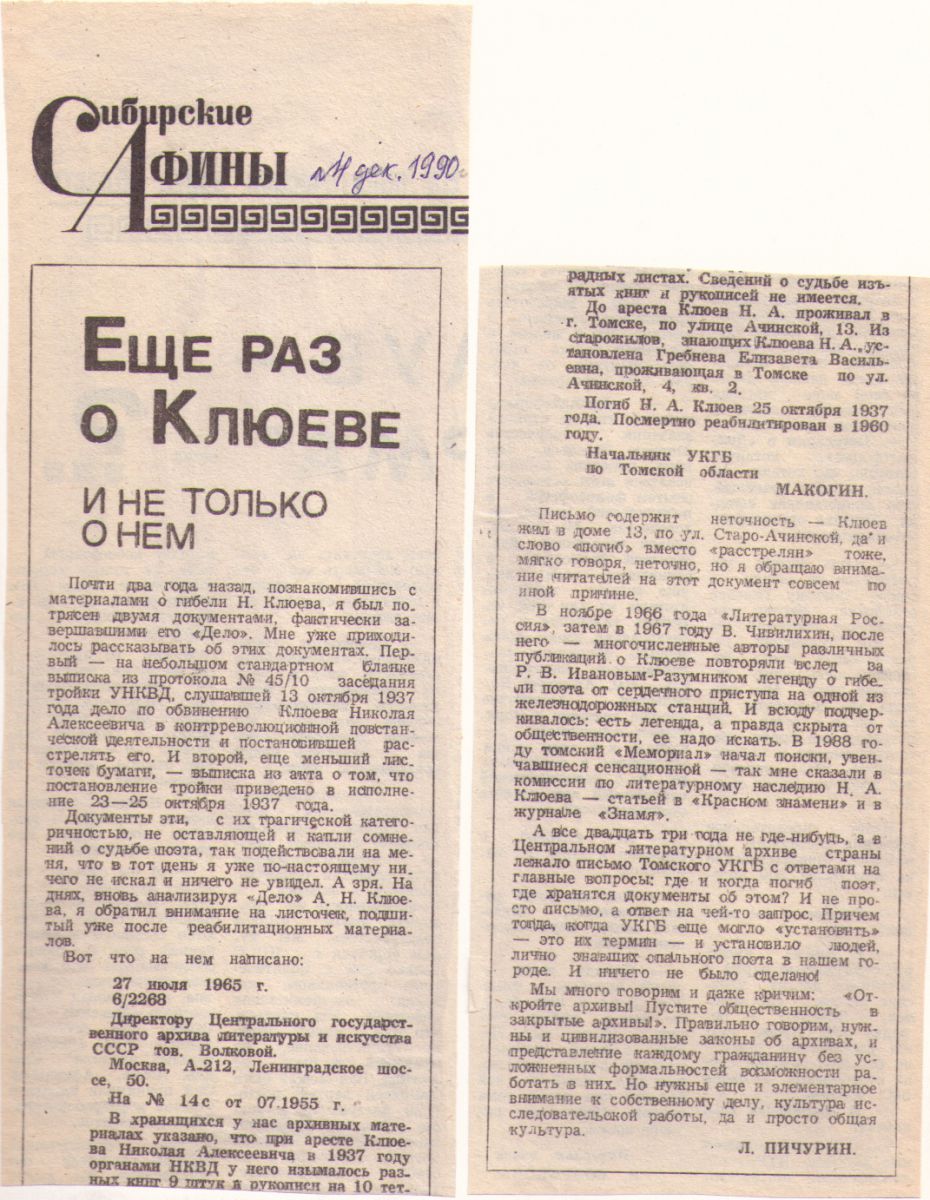 Сибирские
Афины
4 дек. 1990г
Еще раз
о Клюеве
И НЕ ТОЛЬКО
О НЕМ
Почти два года назад, познакомившись с
материалами о гибели Н. Клюева, я был пот-
рясен двумя документами, фактически за-
вершавшими его «Дело». Мне уже приходи-
лось рассказывать об этих документах. Пер-
вый — на небольшом стандартном бланке
выписка из протокола № 45/10 заседания
тройки УНКВД, слушавшей 13 октября 1937
года дело по обвинению Клюева Николая
Алексеевича в контрреволюционной повстан-
ческой деятельности и постановившей рас-
стрелять его. И второй, еще меньший лис-
точек бумаги, — выписка из акта о том, что
постановление тройки приведено в исполне-
ние 23—25 октября 1937 года.
Документы эти, с их трагической катего-
ричностью, не оставляющей и капли сомне-
ний о судьбе поэта, так подействовали на ме-
ня, что в тот день я уже по-настоящему ни-
чего не искал и ничего не увидел. А зря. На
днях, вновь анализируя «Дело» А. Н. Клюе-
ва, я обратил внимание на листочек, подши-
тый уже после реабилитационных материа-
лов.
Вот что на нем написано:
27 июля 1965 г.
6/2268
Директору Центрального государст-
венного архива литературы и искусства
СССР тов. Волковой.
Москва, А-212, Ленинградское шос-
се, 50.
На № 14с от 07.1955 г.
В хранящихся у нас архивных мате-
риалах указано, что при аресте Клюе-
ва Николая Алексеевича в 1937 году
органами НКВД у него изымалось раз-
ных книг 9 штук и рукописи на 10 тет-
радных листах. Сведений о судьбе изъ-
ятых книг и рукописей не имеется.
До ареста Клюев Н. А. проживал в
г. Томске, по улице Ачинской, 13. Из
старожилов, знающих Клюева Н. А., ус-
тановлена Гребнева Елизавета Василь-
евна, проживающая в Томске по ул.
Ачинской, 4, кв. 2.
Погиб Н. А. Клюев 25 октября 1937
года. Посмертно реабилитирован в 1960
году.
Начальник УКГБ
по Томской области
МАКОГИН.
Письмо содержит неточность — Клюев
жил в доме 13, по ул. Старо-Ачинской, да и
слово «погиб» вместо «расстрелян» тоже,
мягко говоря, неточно, но я обращаю внима-
ние читателей на этот документ совсем по
иной причине.
В ноябре 1966 года «Литературная Рос-
сия», затем в 1967 году В. Чивилихин, после
него — многочисленные авторы различных
публикаций о Клюеве повторяли вслед за
Р. В. Ивановым-Разумником легенду о гибе-
ли поэта от сердечного приступа на одной из
железнодорожных станций. И всюду подчер-
кивалось: есть легенда, а правда скрыта от
общественности, ее надо искать. В 1988 го-
ду томский «Мемориал» начал поиски, увен-
чавшиеся сенсационной — так мне сказали в
комиссии по литературному наследию Н. А.
Клюева — статьей в «Красном знамени» и в
журнале «Знамя».
А все двадцать три года не где-нибудь, а в
Центральном литературном архиве страны
лежало письмо Томского УКГБ с ответами на
главные вопросы: где и когда погиб поэт,
где хранятся документы об этом? И не про-
сто письмо, а ответ на чей-то запрос. Причем
тогда, когда УКГБ еще могло «установить»
— это их термин — и установило людей,
лично знавших опального поэта в нашем го-
роде. И ничего не было сделано!
Мы много говорим и даже кричим: «От-
кройте архивы! Пустите общественность в
закрытые архивы!». Правильно говорим, нуж-
ны и цивилизованные законы об архивах, и
представление каждому гражданину без ус-
ложненных формальностей возможности ра-
ботать в них. Но нужны еще и элементарное
внимание к собственному делу, культура ис-
следовательской работы, да и просто общая
культура.
Л. ПИЧУРИН.